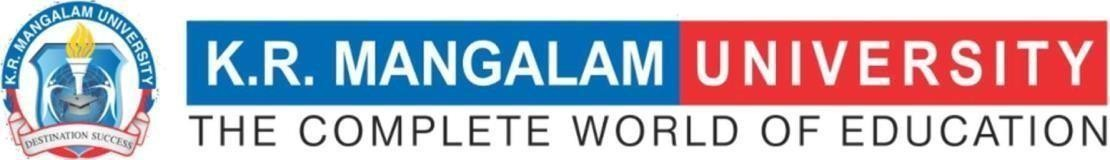 K.R. MANGALAM UNIVERSITY
DESTINATION SUCCESS
K.R. MANGALAM UNIVERSITY
THE COMPLETE WORLD OF EDUCATION